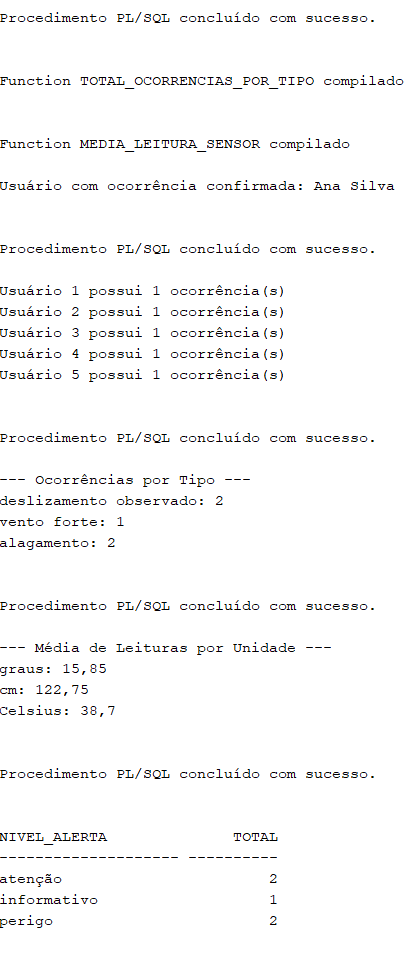 Procedimento PL/SQL concluído com sucesso.
Function TOTAL_OCORRENCIAS_POR_TIPO compilado
Function MEDIA_LEITURA_SENSOR compilado
Usuário com ocorrência confirmada: Ana Silva
Procedimento PL/SQL concluído com sucesso.
Usuário 1 possui 1 ocorrência(s)
Usuário 2 possui 1 ocorrência(s)
Usuário 3 possui 1 ocorrência(s)
Usuário 4 possui 1 ocorrência(s)
Usuário 5 possui 1 ocorrência(s)
Procedimento PL/SQL concluído com sucesso.
--- Ocorrências por Tipo ---
deslizamento observado: 2
vento forte: 1
alagamento: 2
Procedimento PL/SQL concluído com sucesso.
--- Média de Leituras por Unidade ---
graus: 15,85
cm: 122,75
Celsius: 38,7
Procedimento PL/SQL concluído com sucesso.
NIVEL_ALERTA              TOTAL
-------------------- ----------
atenção                       2
informativo                   1
perigo                        2